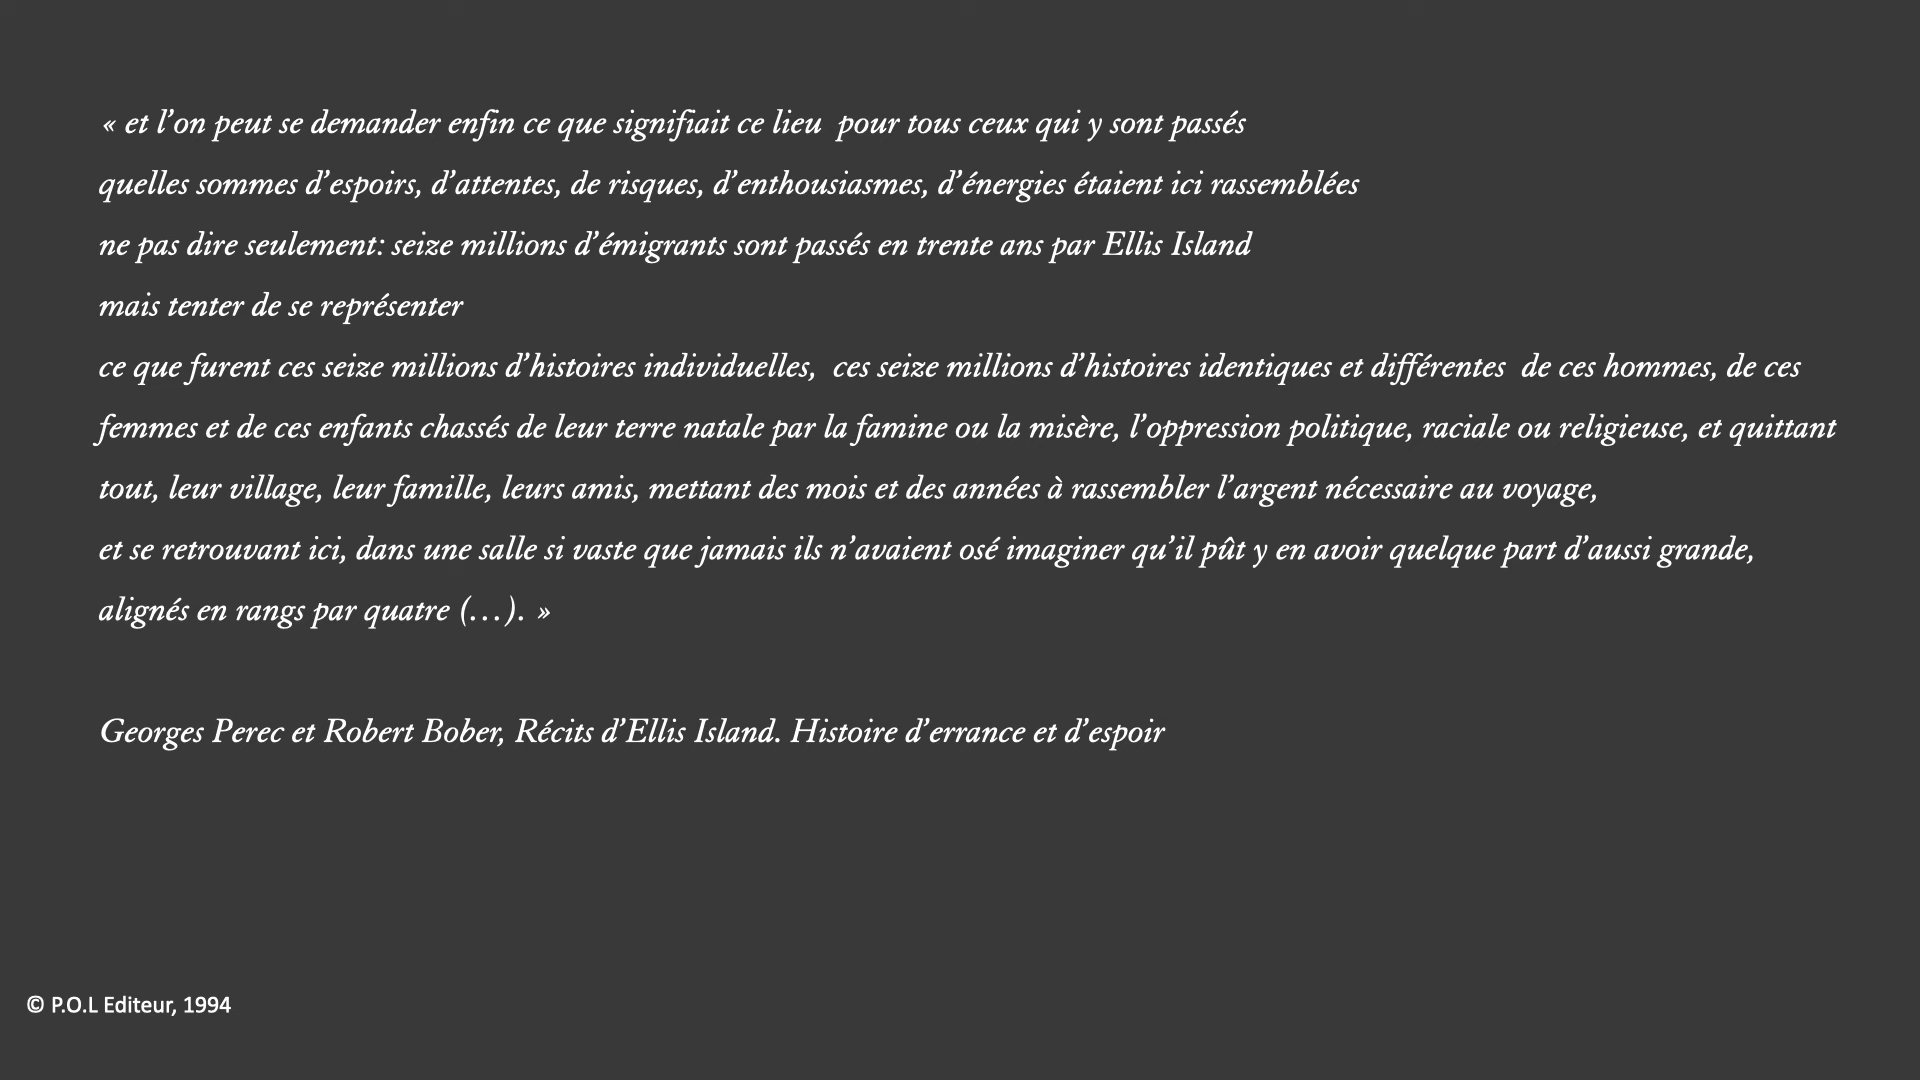 « et l’on peut se demander enfin ce que signifiait ce lieu  pour tous ceux qui y sont passés
quelles sommes d’espoirs, d’attentes, de risques, d’enthousiasmes, d’énergies étaient ici rassemblées
ne pas dire seulement: seize millions d’émigrants sont passés en trente ans par Ellis Island
mais tenter de se représenter
ce que furent ces seize millions d’histoires individuelles,  ces seize millions d’histoires identiques et différentes  de ces hommes, de ces
femmes et de ces enfants chassés de leur terre natale par la famine ou la misère, l’oppression politique, raciale ou religieuse, et quittant
tout, leur village, leur famille, leurs amis, mettant des mois et des années à rassembler l’argent nécessaire au voyage,
et se retrouvant ici, dans une salle si vaste que jamais ils n’avaient osé imaginer qu’il pût y en avoir quelque part d’aussi grande,
alignés en rangs par quatre (…). »
Georges Perec et Robert Bober, Récits d’Ellis Island. Histoire d’errance et d’espoir
© P.O.L Editeur, 1994